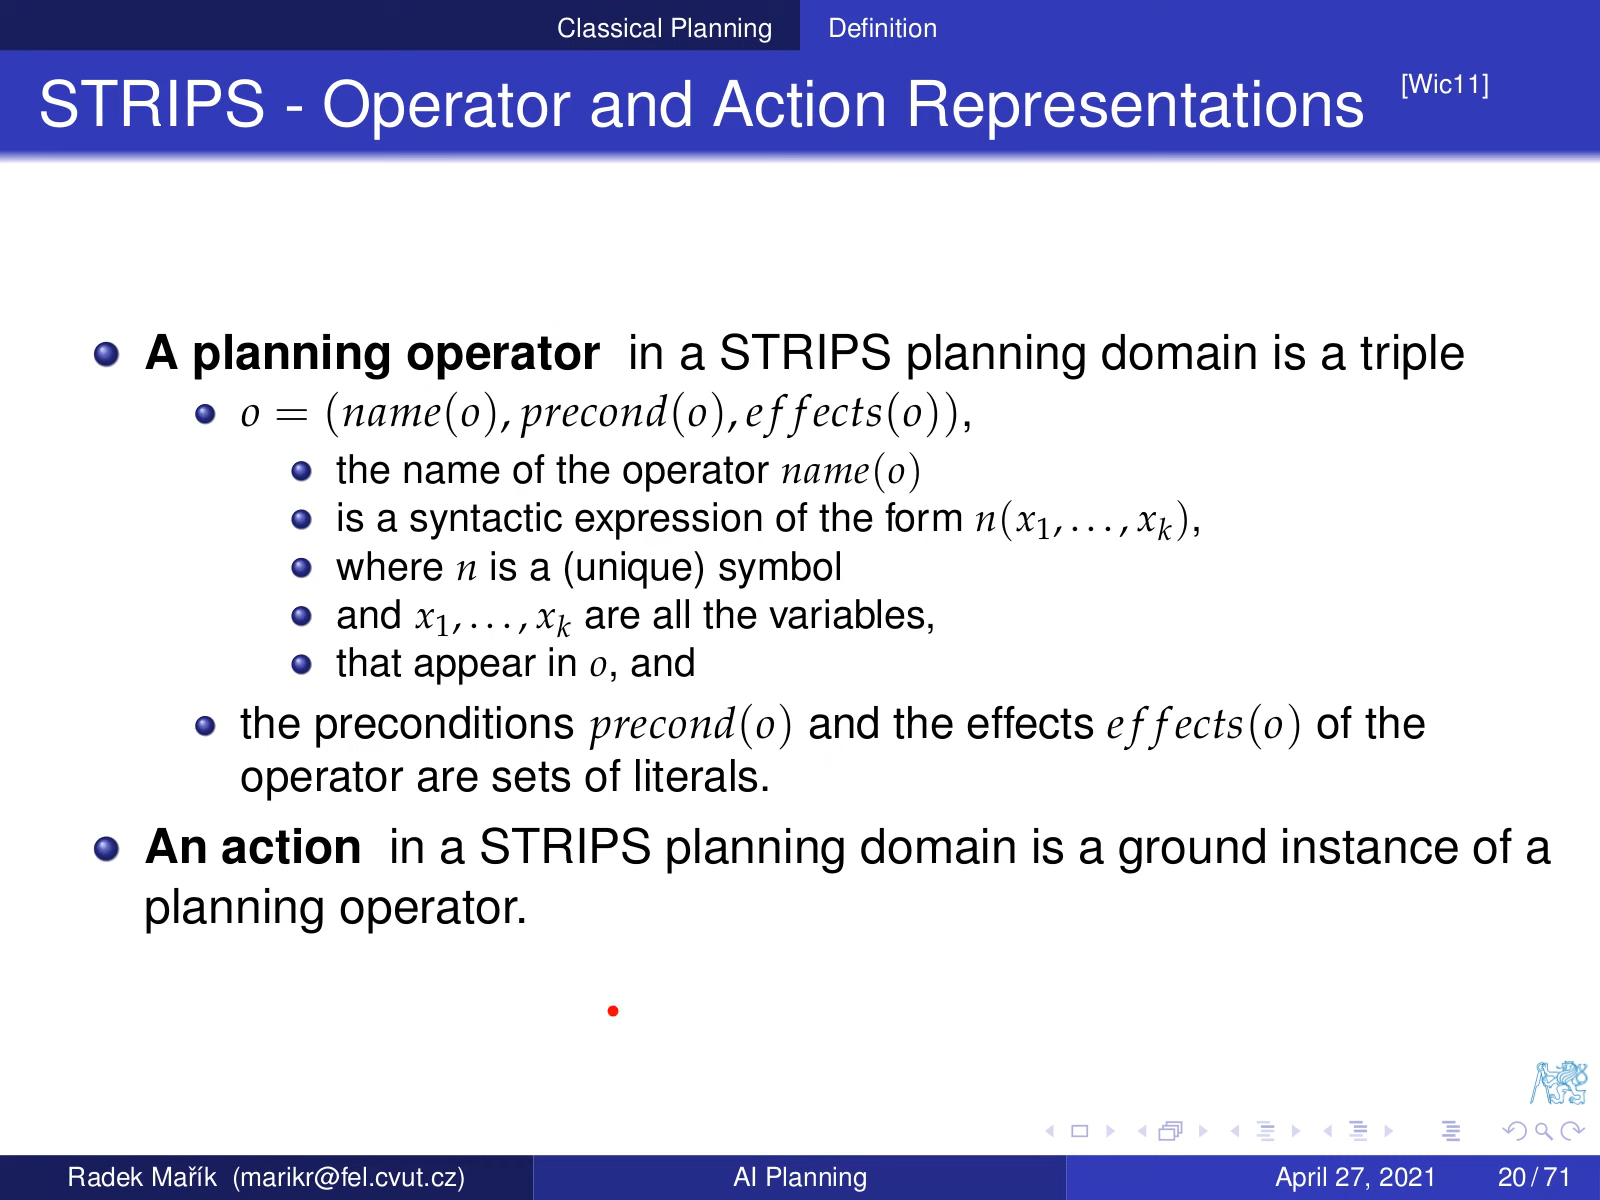 Classical Planning Definition
STRIPS - Operator and Action Representations [Wic11]
A planning operator in a STRIPS planning domain is a triple
o = (name(o), precond(o), effects(o)),
the name of the operator name(o)
is a syntactic expression of the form n(x₁, . . . , xₖ),
where n is a (unique) symbol
and x₁, . . . , xₖ are all the variables,
that appear in o, and
the preconditions precond(o) and the effects effects(o) of the
operator are sets of literals.
An action in a STRIPS planning domain is a ground instance of a
planning operator.
Radek Mařík (marikr@fel.cvut.cz) AI Planning April 27, 2021 20 / 71